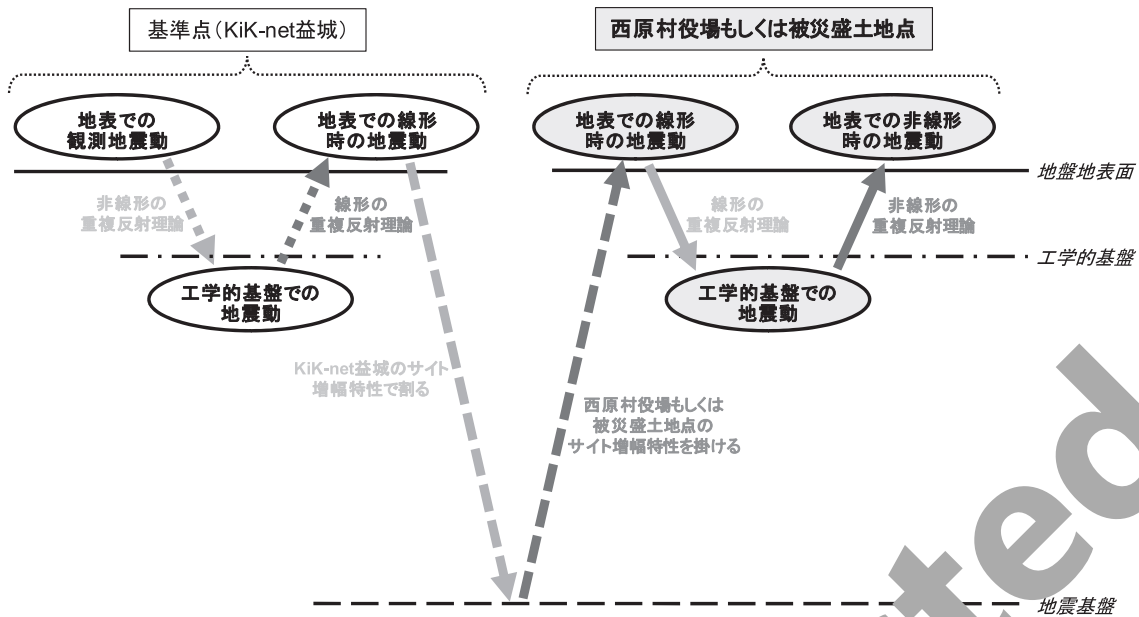 基準点(KiK-net益城)
西原村役場もしくは被災盛土地点
地表での
観測地震動
地表での線形
時の地震動
地表での線形
時の地震動
地表での非線形
時の地震動
地盤地表面
非線形の
重複反射理論
線形の
重複反射理論
線形の
重複反射理論
非線形の
重複反射理論
工学的基盤
工学的基盤での
地震動
工学的基盤での
地震動
KiK-net益城のサイト
増幅特性で割る
西原村役場もしくは
被災盛土地点の
サイト増幅特性を掛ける
地震基盤
ted